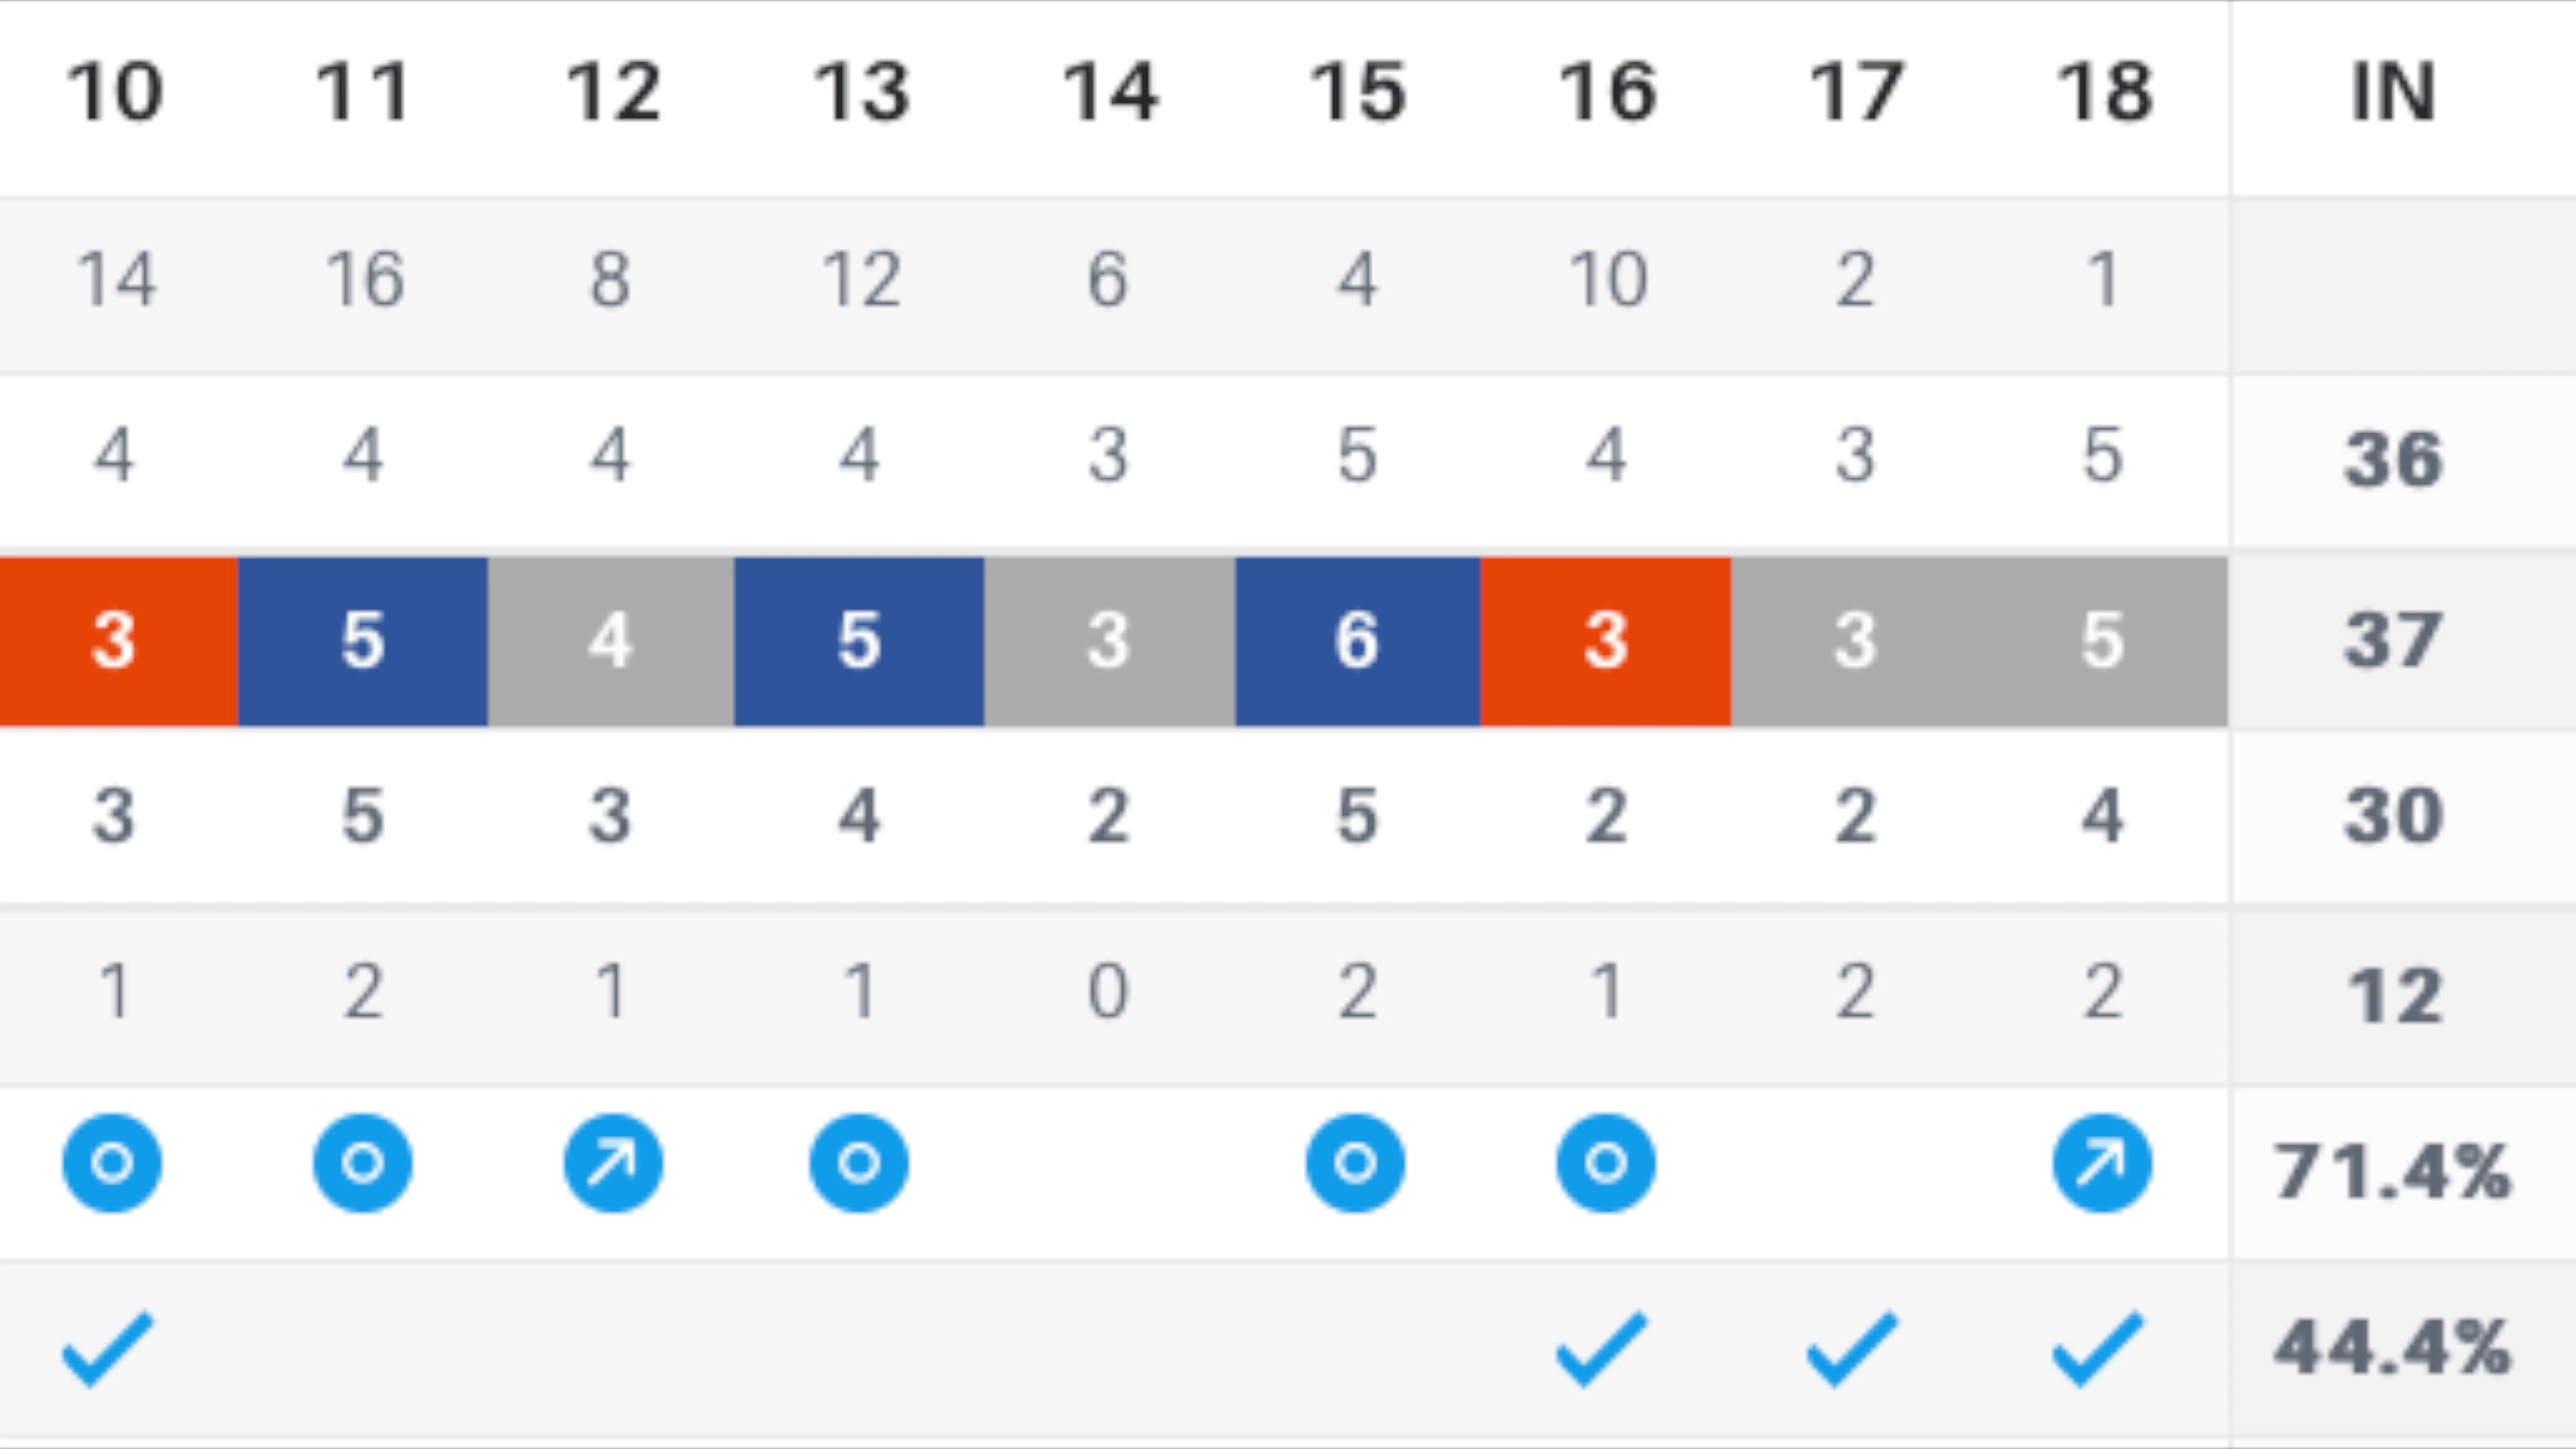 10 11 12 13 14 15 16 17 18 IN
14 16 8 12 6 4 10 2 1
4 4 4 4 3 5 4 3 5 36
3 5 4 5 3 6 3 3 5 37
3 5 3 4 2 5 2 2 4 30
1 2 1 1 0 2 1 2 2 12
71.4%
44.4%